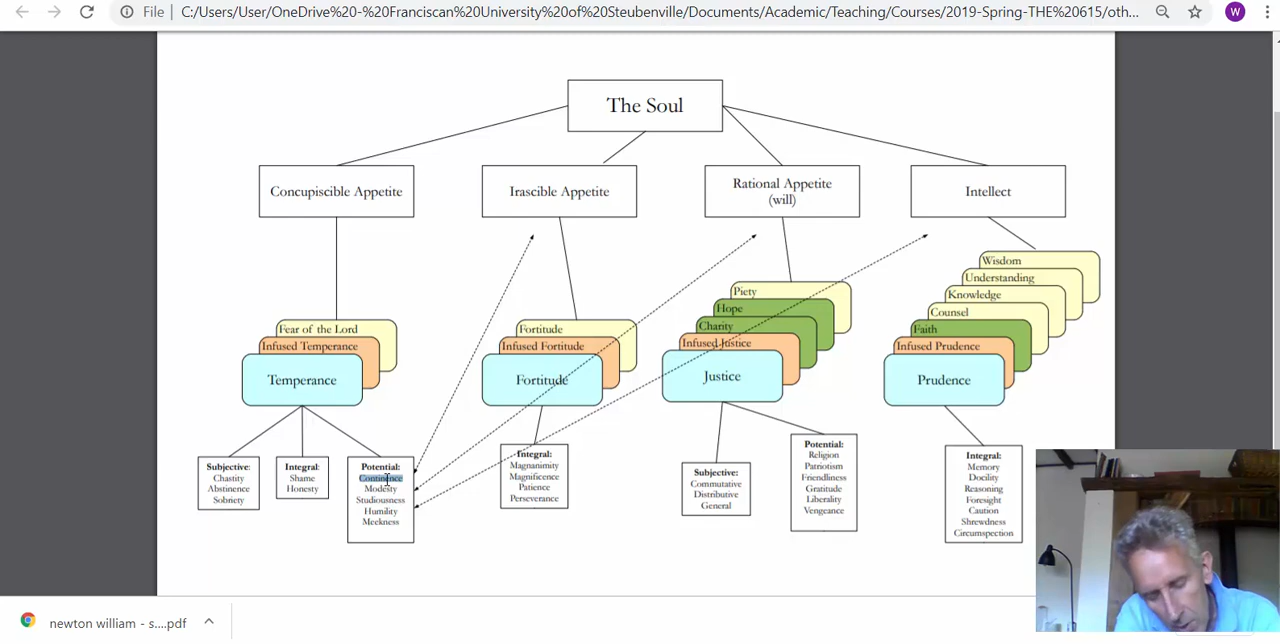 File
C:/Users/User/OneDrive%20-%20Franciscan%20University%20of%20Steubenville/Documents/Academic/Teaching/Courses/2019-Spring-THE%20615/oth...
W
The Soul
Concupiscible Appetite
Irascible Appetite
Rational Appetite
(will)
Intellect
Fear of the Lord
Infused Temperance
Temperance
Fortitude
Infused Fortitude
Fortitude
Piety
Hope
Charity
Infused Justice
Justice
Wisdom
Understanding
Knowledge
Counsel
Faith
Infused Prudence
Prudence
Subjective:
Chastity
Abstinence
Sobriety
Integral:
Shame
Honesty
Potential:
Continence
Modesty
Studiousness
Humility
Meekness
Integral:
Magnanimity
Magnificence
Patience
Perseverance
Subjective:
Commutative
Distributive
General
Potential:
Religion
Patriotism
Friendliness
Gratitude
Liberality
Vengeance
Integral:
Memory
Docility
Reasoning
Foresight
Caution
Shrewdness
Circumspection
newton william - s....pdf